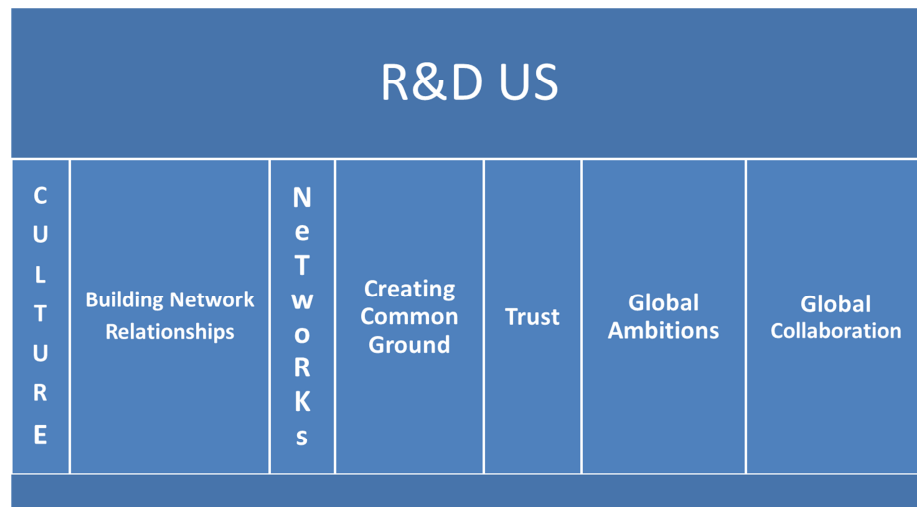 R&D US
C
U
L
T
U
R
E
Building Network
Relationships
N
e
T
w
o
R
K
s
Creating
Common
Ground
Trust
Global
Ambitions
Global
Collaboration